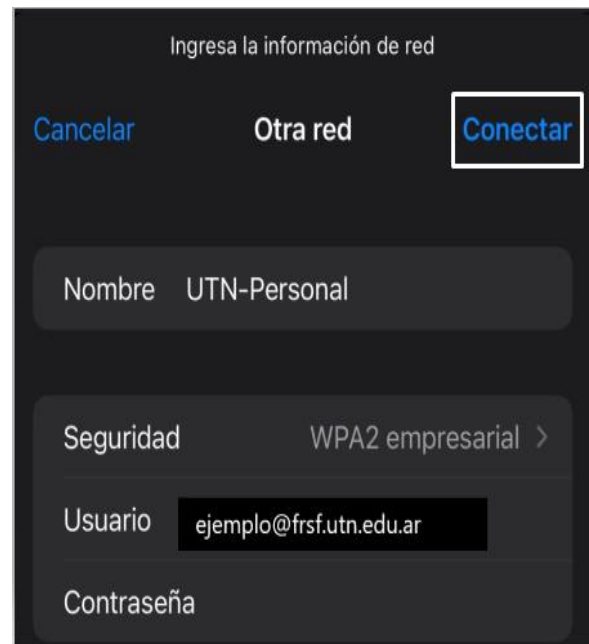 Ingresa la información de red
Cancelar Otra red Conectar
Nombre UTN-Personal
Seguridad WPA2 empresarial >
Usuario ejemplo@frsf.utn.edu.ar
Contraseña